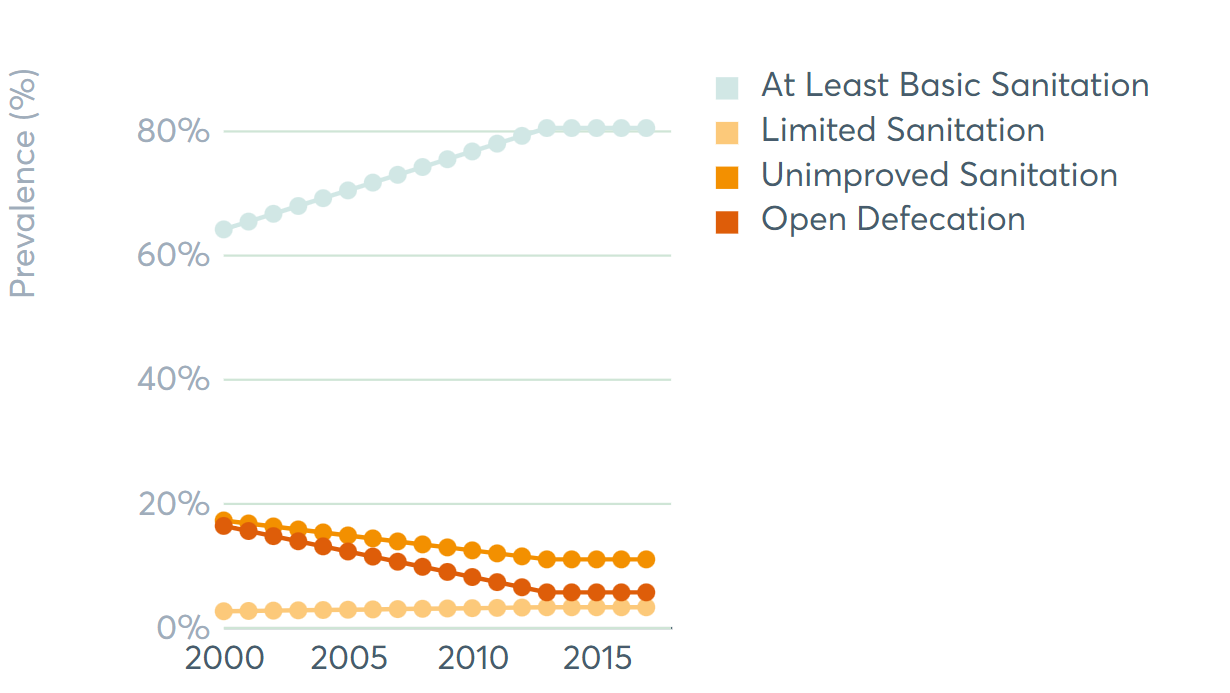 Prevalence (%)
80%
60%
40%
20%
0%
2000 2005 2010 2015
At Least Basic Sanitation
Limited Sanitation
Unimproved Sanitation
Open Defecation